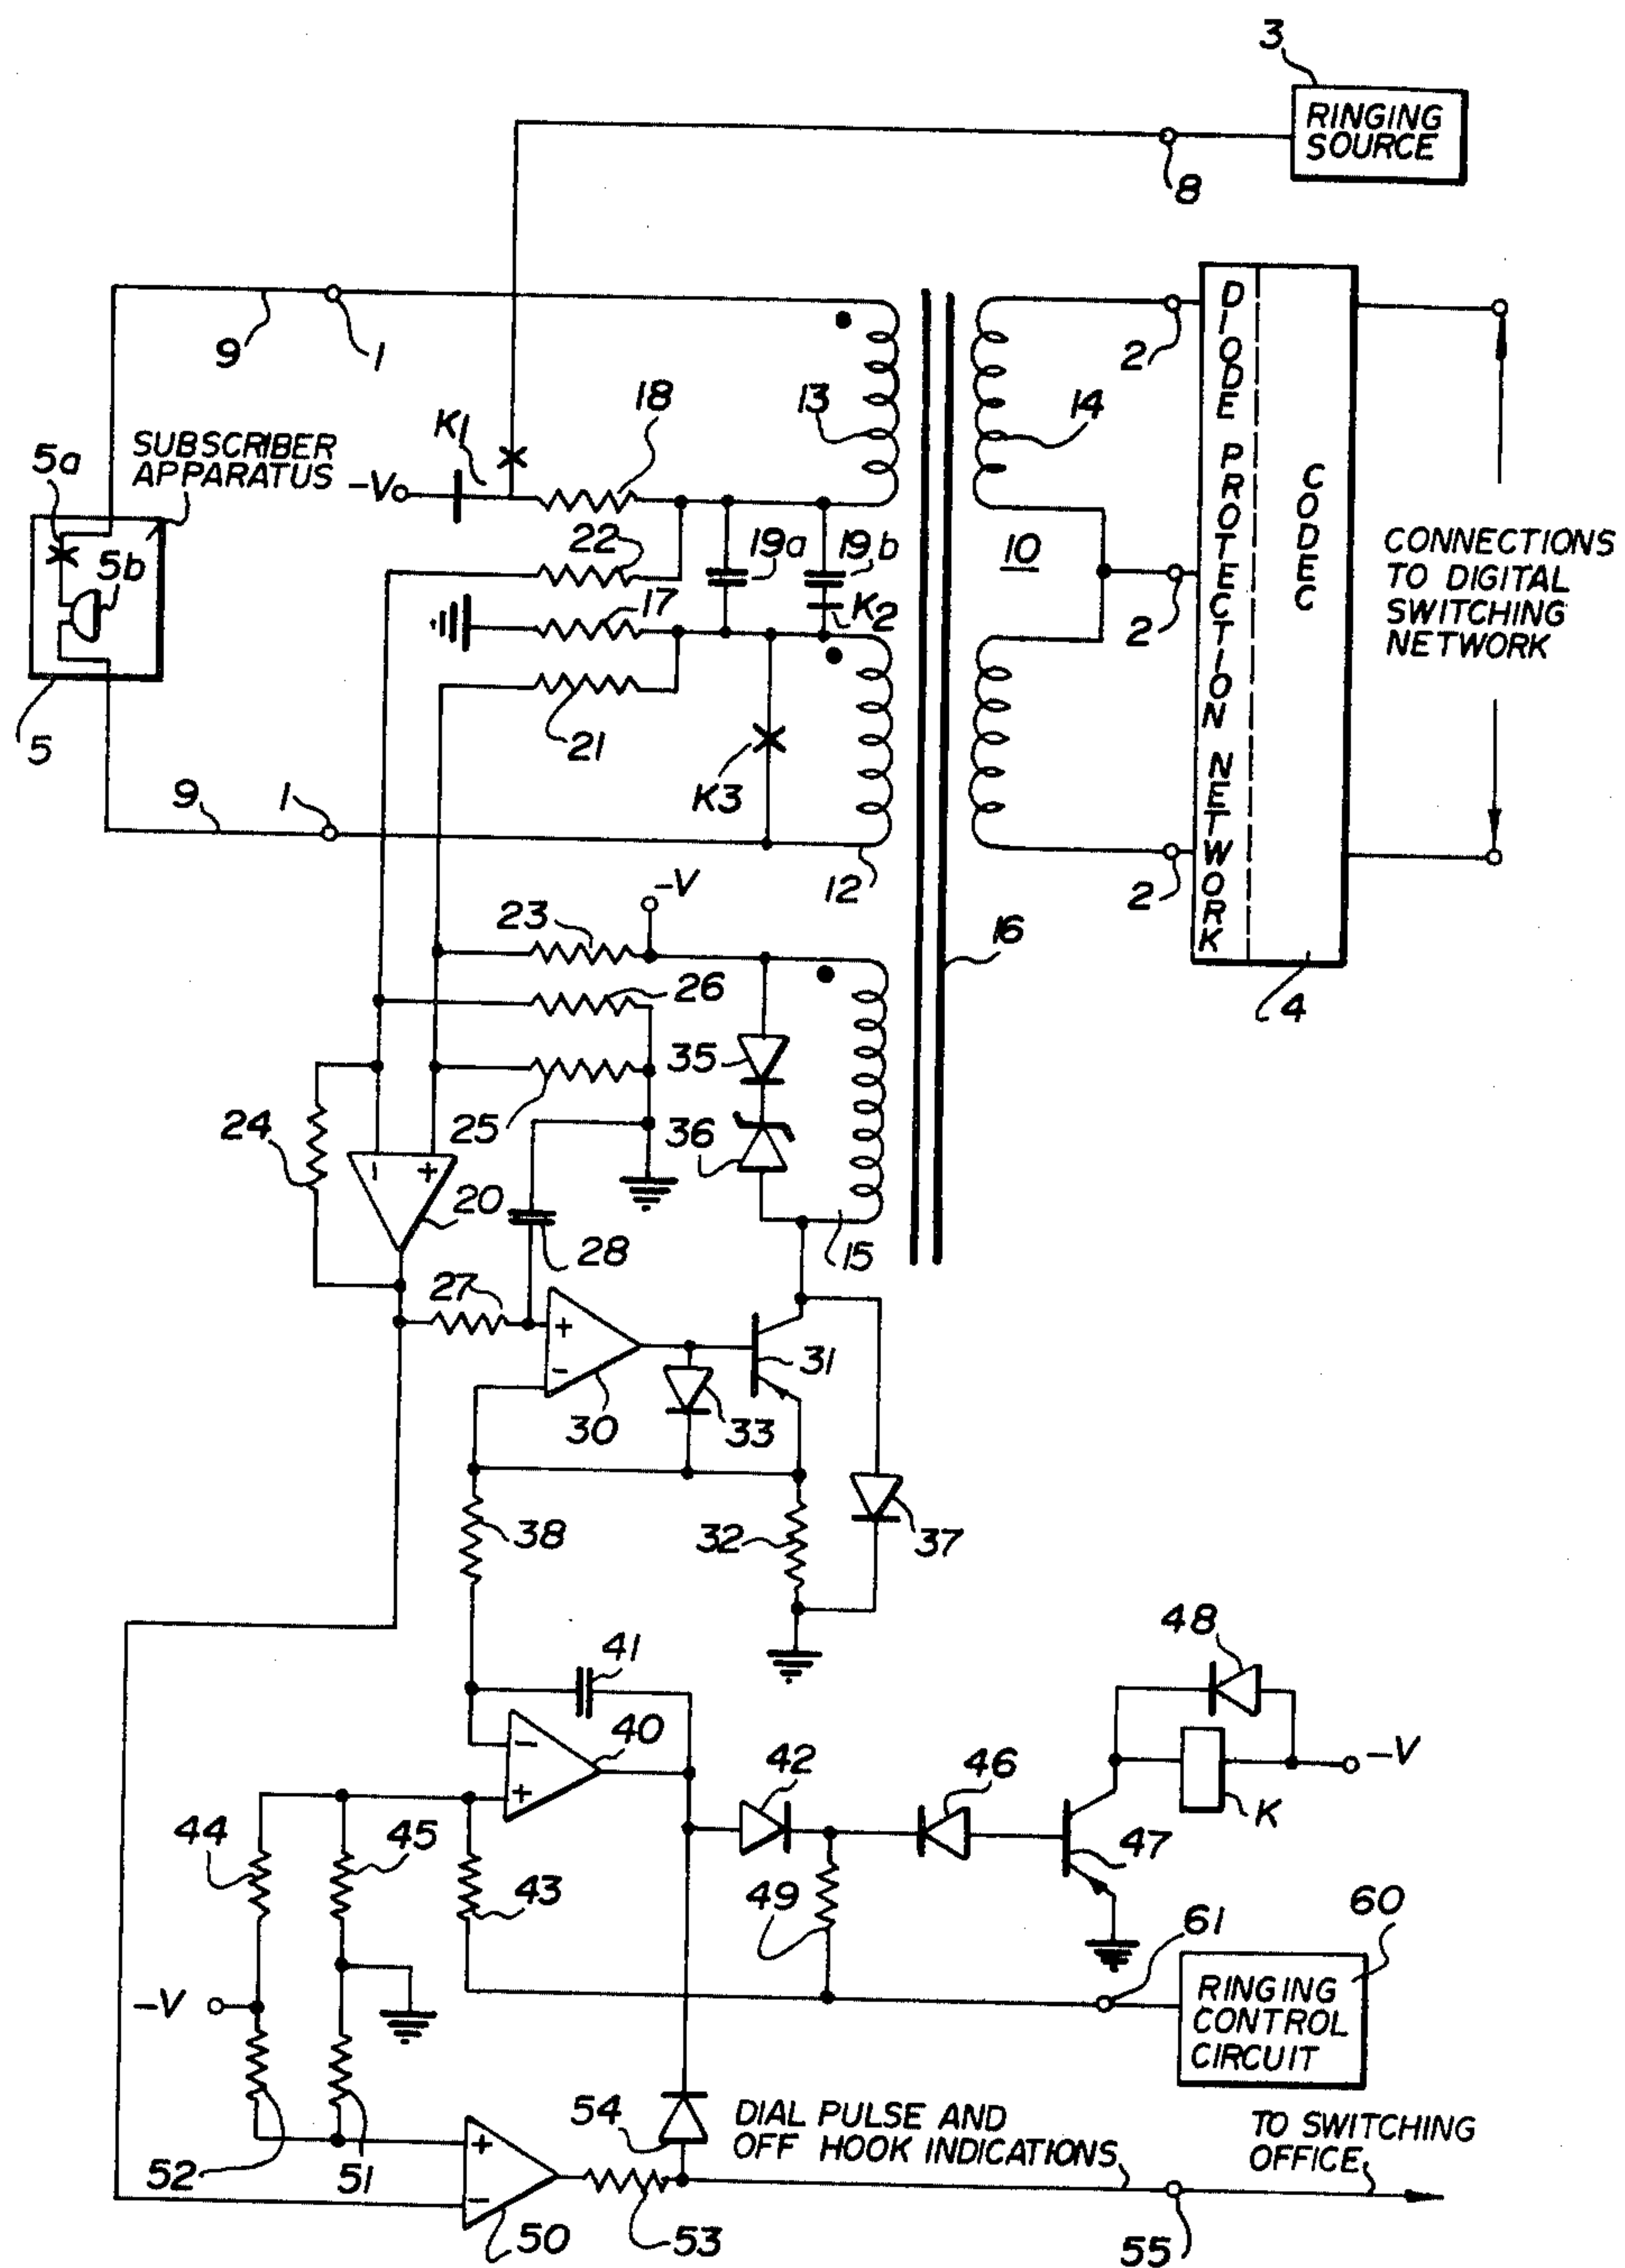 3
RINGING
SOURCE
8
9
1
K1
18
13
14
2
5a
SUBSCRIBER
APPARATUS
-V
5b
22
19a
19b
10
17
K2
2
DIODE PROTECTION NETWORK
CODEC
CONNECTIONS
TO DIGITAL
SWITCHING
NETWORK
5
21
K3
9
1
12
2
-V
23
16
4
26
35
24
25
36
-
+
20
28
15
27
+
-
31
30
33
38
32
37
48
41
40
-
+
42
46
-V
K
44
45
43
49
47
61
60
-V
RINGING
CONTROL
CIRCUIT
54
DIAL PULSE AND
OFF HOOK INDICATIONS
TO SWITCHING
OFFICE
52
51
+
-
50
53
55